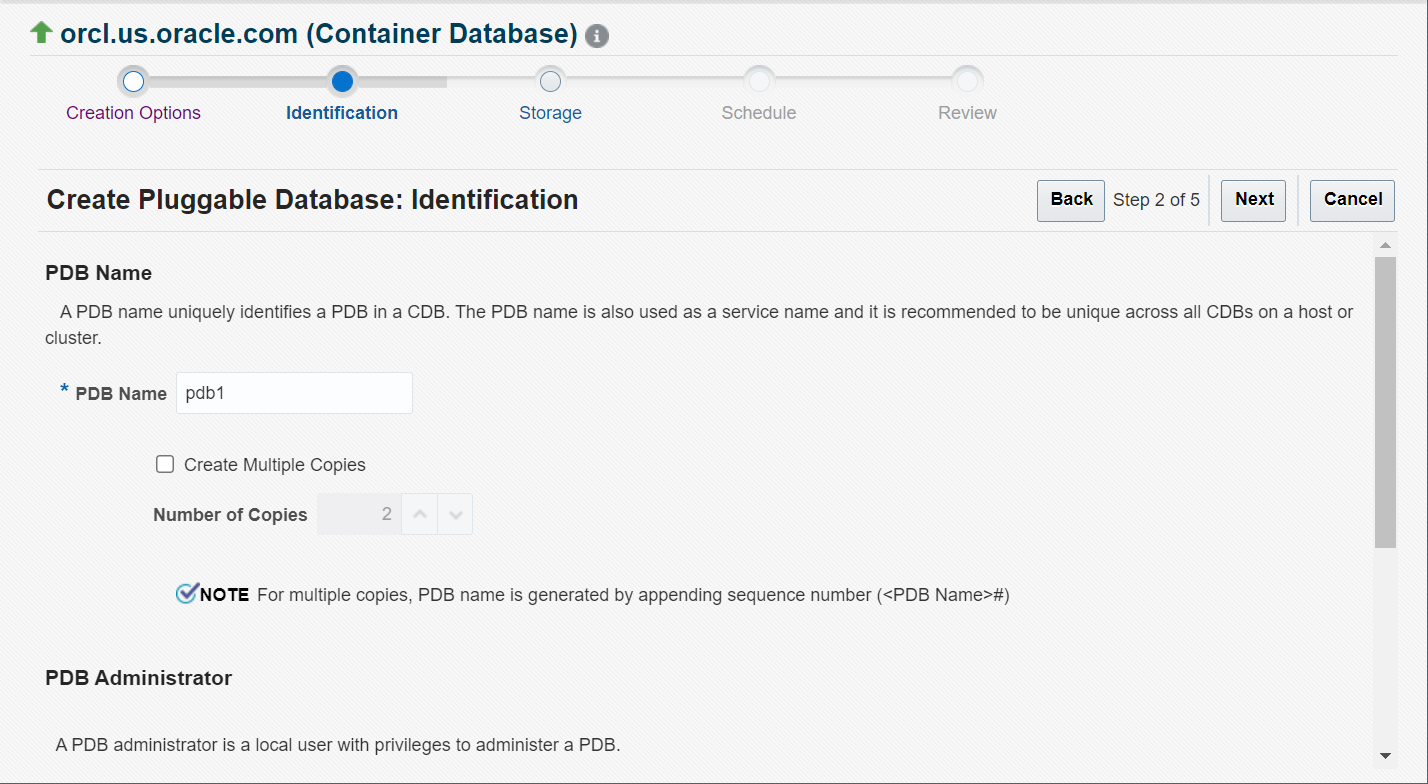 orcl.us.oracle.com (Container Database) i
Creation Options
Identification
Storage
Schedule
Review
Create Pluggable Database: Identification
Back Step 2 of 5 Next Cancel
PDB Name
A PDB name uniquely identifies a PDB in a CDB. The PDB name is also used as a service name and it is recommended to be unique across all CDBs on a host or
cluster.
* PDB Name pdb1
Create Multiple Copies
Number of Copies 2
NOTE For multiple copies, PDB name is generated by appending sequence number (<PDB Name>#)
PDB Administrator
A PDB administrator is a local user with privileges to administer a PDB.